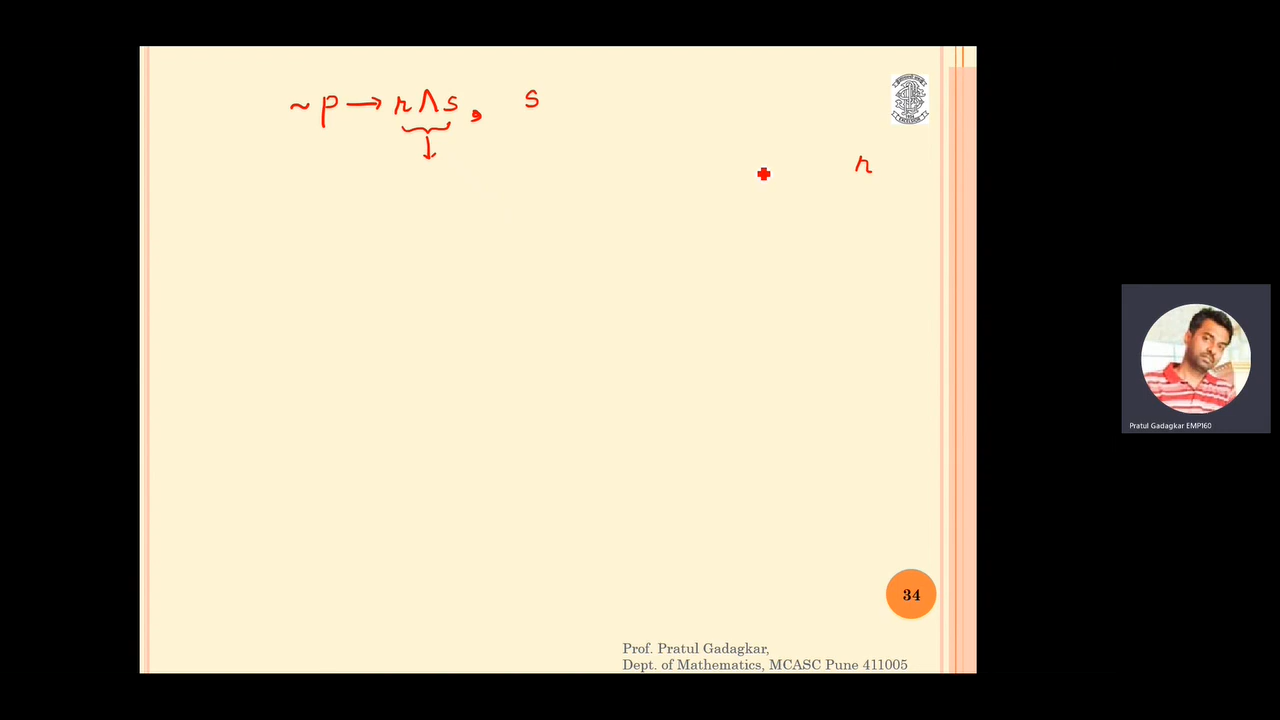 ~p → r ∧ s , s
r
34
Pratul Gadagkar EMP160
Prof. Pratul Gadagkar,
Dept. of Mathematics, MCASC Pune 411005